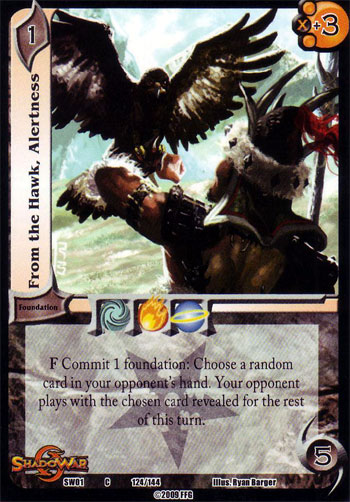 1
X +3
From the Hawk, Alertness
Foundation
F Commit 1 foundation: Choose a random
card in your opponent's hand. Your opponent
plays with the chosen card revealed for the rest
of this turn.
5
SHADOWAR
SW01 C 124/144 Illus. Ryan Barger
©2009 FFG